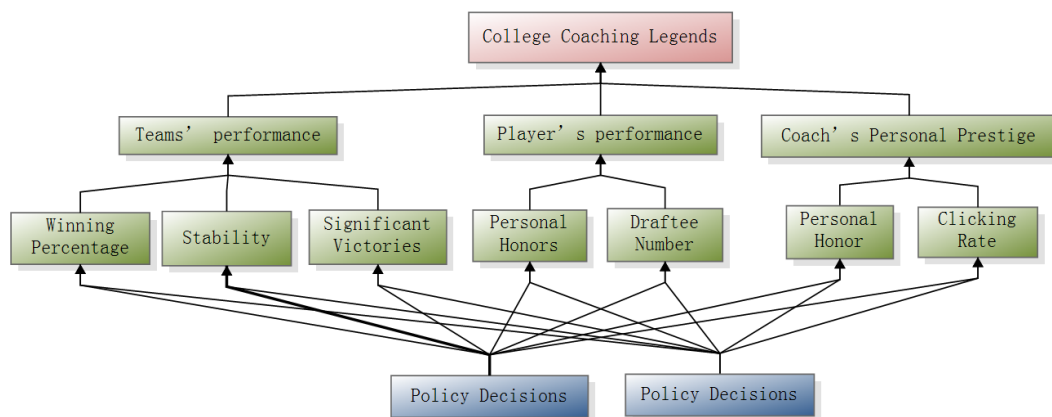 College Coaching Legends
Teams’ performance
Player’s performance
Coach’s Personal Prestige
Winning
Percentage
Stability
Significant
Victories
Personal
Honors
Draftee
Number
Personal
Honor
Clicking
Rate
Policy Decisions
Policy Decisions